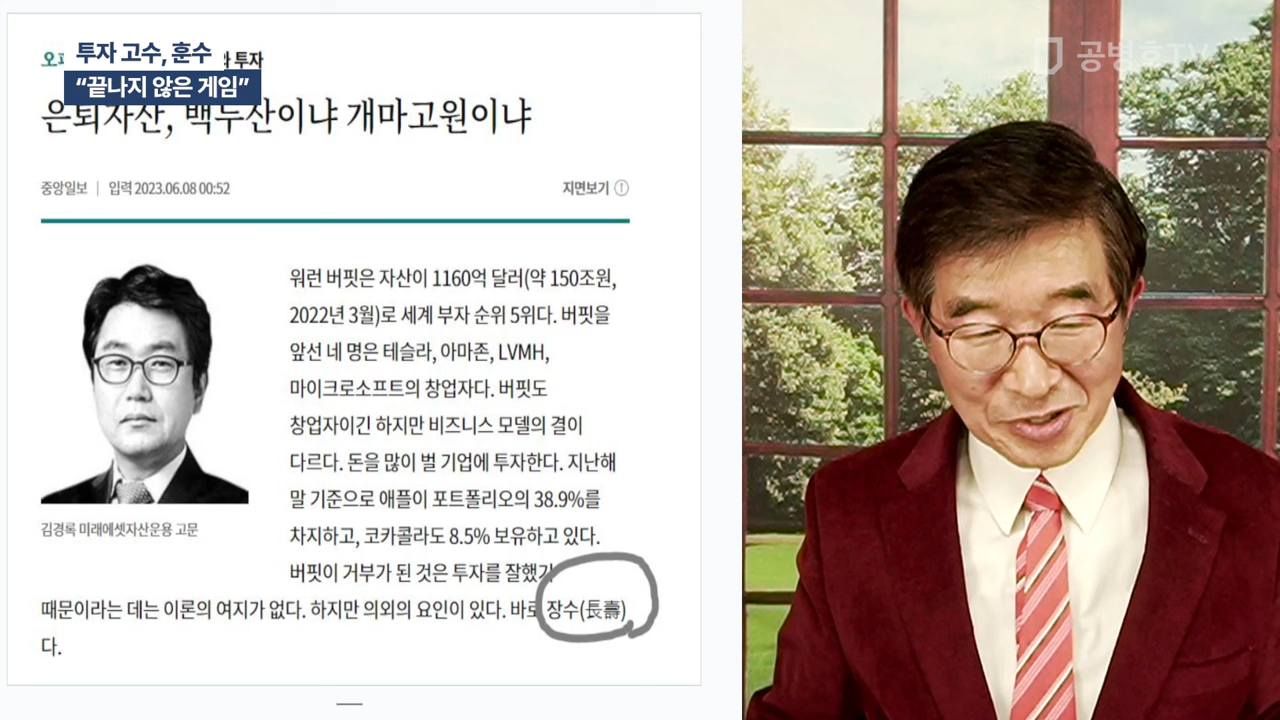 투자 고수, 훈수
투자
“끝나지 않은 게임”
은퇴자산, 백두산이냐 개마고원이냐
중앙일보 | 입력 2023.06.08 00:52
지면보기
워런 버핏은 자산이 1160억 달러(약 150조원,
2022년 3월)로 세계 부자 순위 5위다. 버핏을
앞선 네 명은 테슬라, 아마존, LVMH,
마이크로소프트의 창업자다. 버핏도
창업자이긴 하지만 비즈니스 모델의 결이
다르다. 돈을 많이 벌 기업에 투자한다. 지난해
말 기준으로 애플이 포트폴리오의 38.9%를
차지하고, 코카콜라도 8.5% 보유하고 있다.
버핏이 거부가 된 것은 투자를 잘했기
때문이라는 데는 이론의 여지가 없다. 하지만 의외의 요인이 있다. 바로 장수(長壽)
다.
김경록 미래에셋자산운용 고문
공병호TV